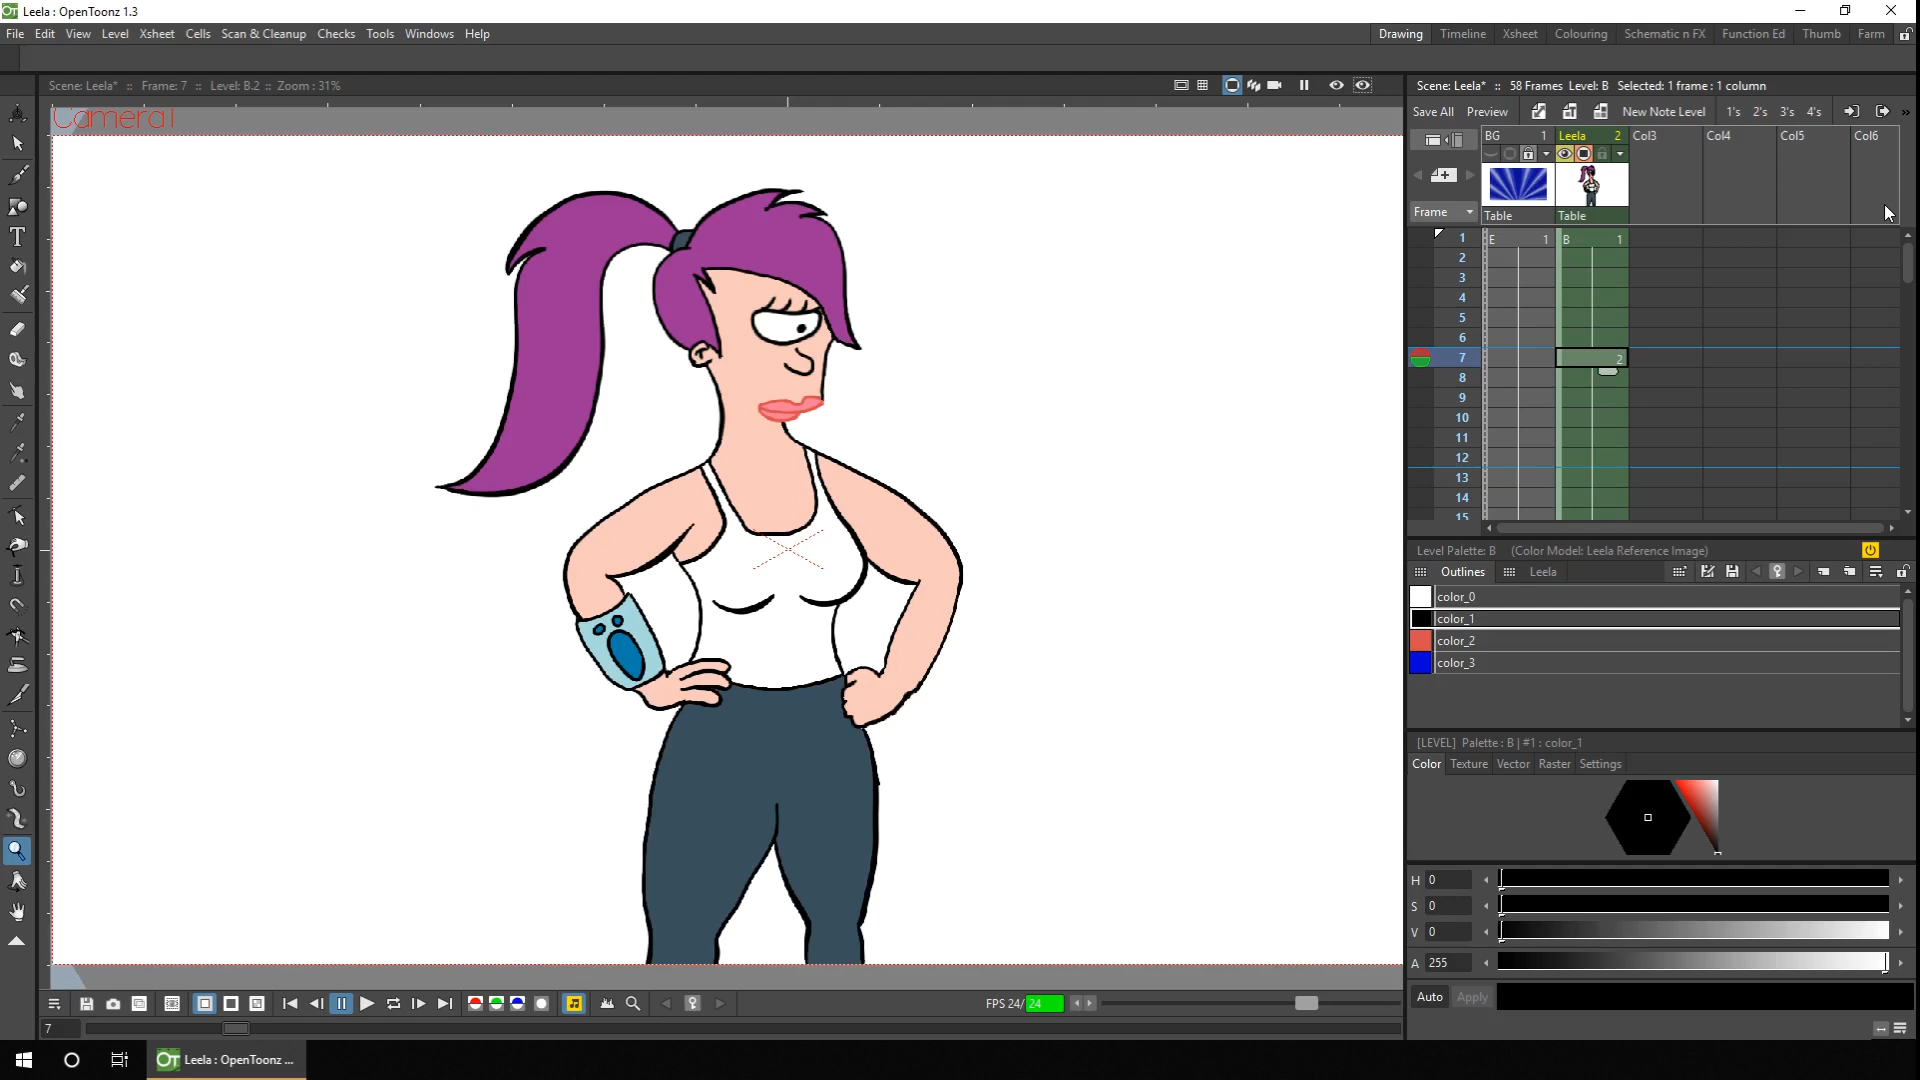 Leela : OpenToonz 1.3
File Edit View Level Xsheet Cells Scan & Cleanup Checks Tools Windows Help
Drawing Timeline Xsheet Colouring Schematic n FX Function Ed Thumb Farm
Scene: Leela* :: Frame: 7 :: Level: B.2 :: Zoom : 31%
Scene: Leela* :: 58 Frames Level: B Selected: 1 frame : 1 column
Save All Preview New Note Level 1's 2's 3's 4's
Camera1
BG 1 Leela 2 Col3 Col4 Col5 Col6
Frame Table Table
1 E 1 B 1
2
3
4
5
6
7 2
8
9
10
11
12
13
14
15
Level Palette: B (Color Model: Leela Reference Image)
Outlines Leela
color_0
color_1
color_2
color_3
[LEVEL] Palette : B | #1 : color_1
Color Texture Vector Raster Settings
H 0
S 0
V 0
A 255
Auto Apply
FPS 24/ 24
7
OT Leela : OpenToonz ...